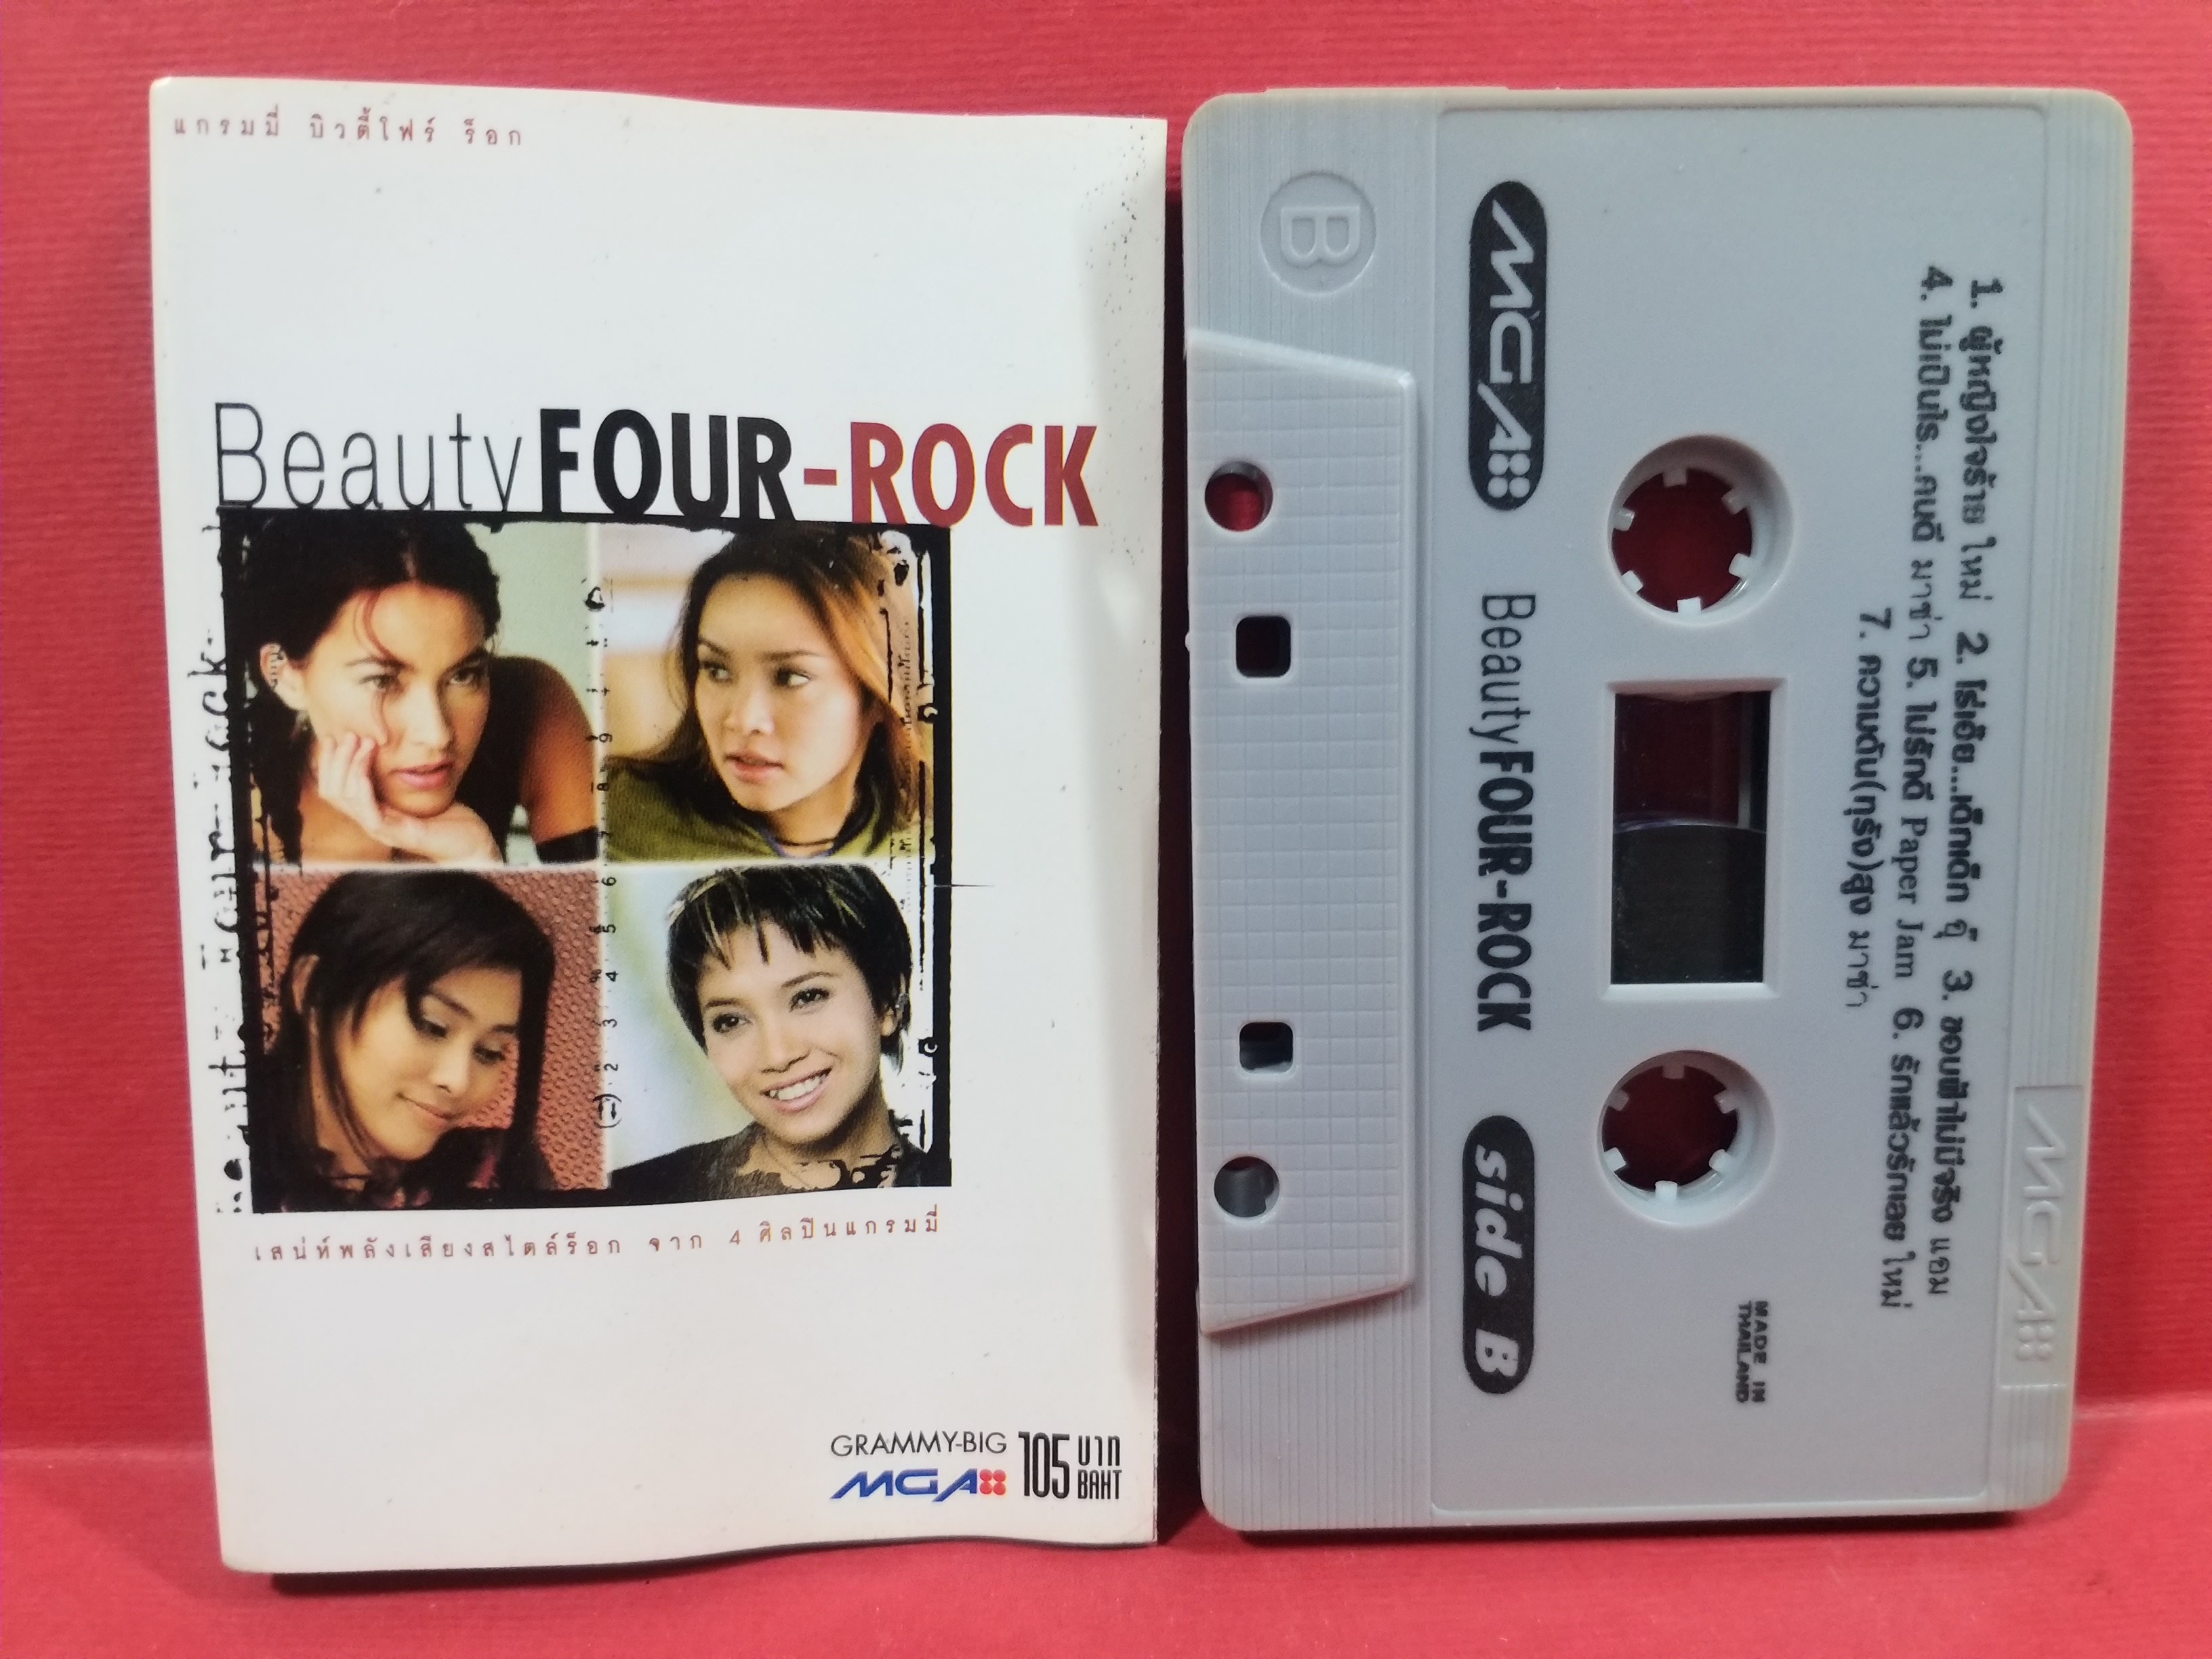 แกรมมี่ บิวตี้โฟร์ ร็อก
BeautyFOUR-ROCK
เสน่ห์พลังเสียงสไตล์ร็อก จาก 4 ศิลปินแกรมมี่
GRAMMY-BIG
MGA
105 บาท BAHT
B
MGA
BeautyFOUR-ROCK
side B
1. ผู้หญิงใจร้าย ใหม่ 2. โธ่เอ๊ย...เด็กเด็ก อุ๊ 3. ขอบฟ้าไม่มีจริง แอม
4. ไม่เป็นไร...คนดี มาช่า 5. ไม่รักดี Paper Jam 6. รักแล้วรักเลย ใหม่
7. ความดัน(ทุรัง)สูง มาช่า
MADE IN
THAILAND
MGA